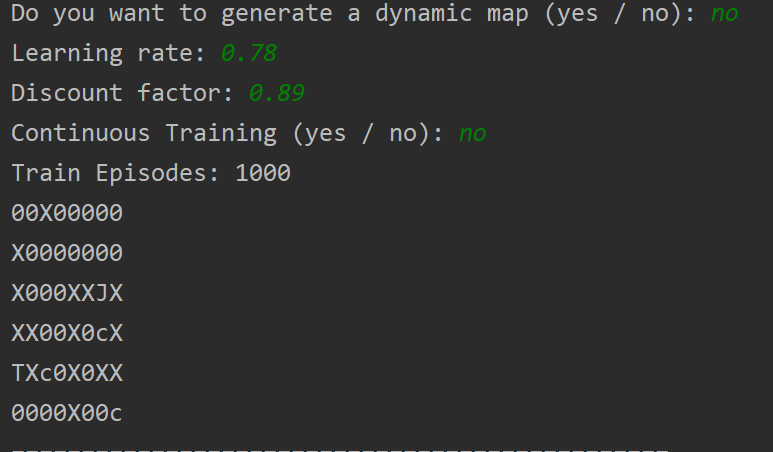 Do you want to generate a dynamic map (yes / no): no
Learning rate: 0.78
Discount factor: 0.89
Continuous Training (yes / no): no
Train Episodes: 1000
00X00000
X0000000
X000XXJX
XX00X0cX
TXc0X0XX
0000X00c